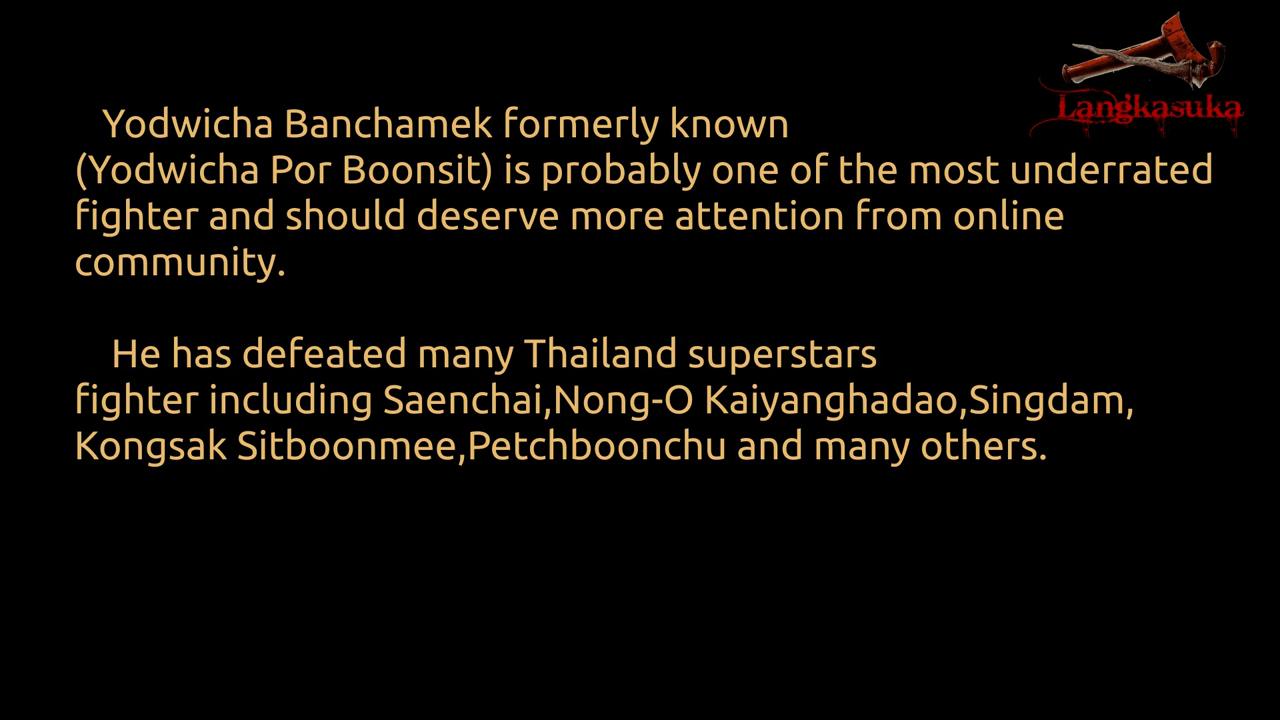 Langkasuka
Yodwicha Banchamek formerly known
(Yodwicha Por Boonsit) is probably one of the most underrated
fighter and should deserve more attention from online
community.
He has defeated many Thailand superstars
fighter including Saenchai,Nong-O Kaiyanghadao,Singdam,
Kongsak Sitboonmee,Petchboonchu and many others.